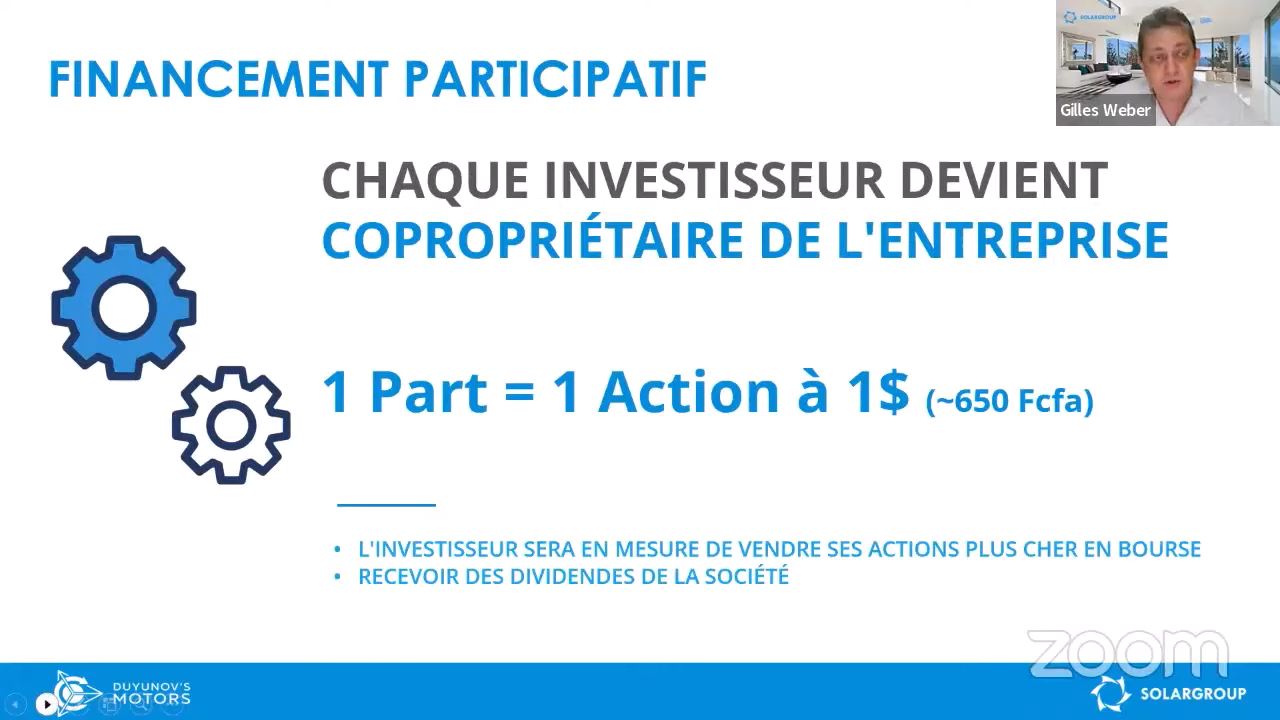 SOLARGROUP
Gilles Weber
FINANCEMENT PARTICIPATIF
CHAQUE INVESTISSEUR DEVIENT
COPROPRIÉTAIRE DE L'ENTREPRISE
1 Part = 1 Action à 1$ (~650 Fcfa)
• L'INVESTISSEUR SERA EN MESURE DE VENDRE SES ACTIONS PLUS CHER EN BOURSE
• RECEVOIR DES DIVIDENDES DE LA SOCIÉTÉ
zoom
DUYUNOV'S
MOTORS
SOLARGROUP